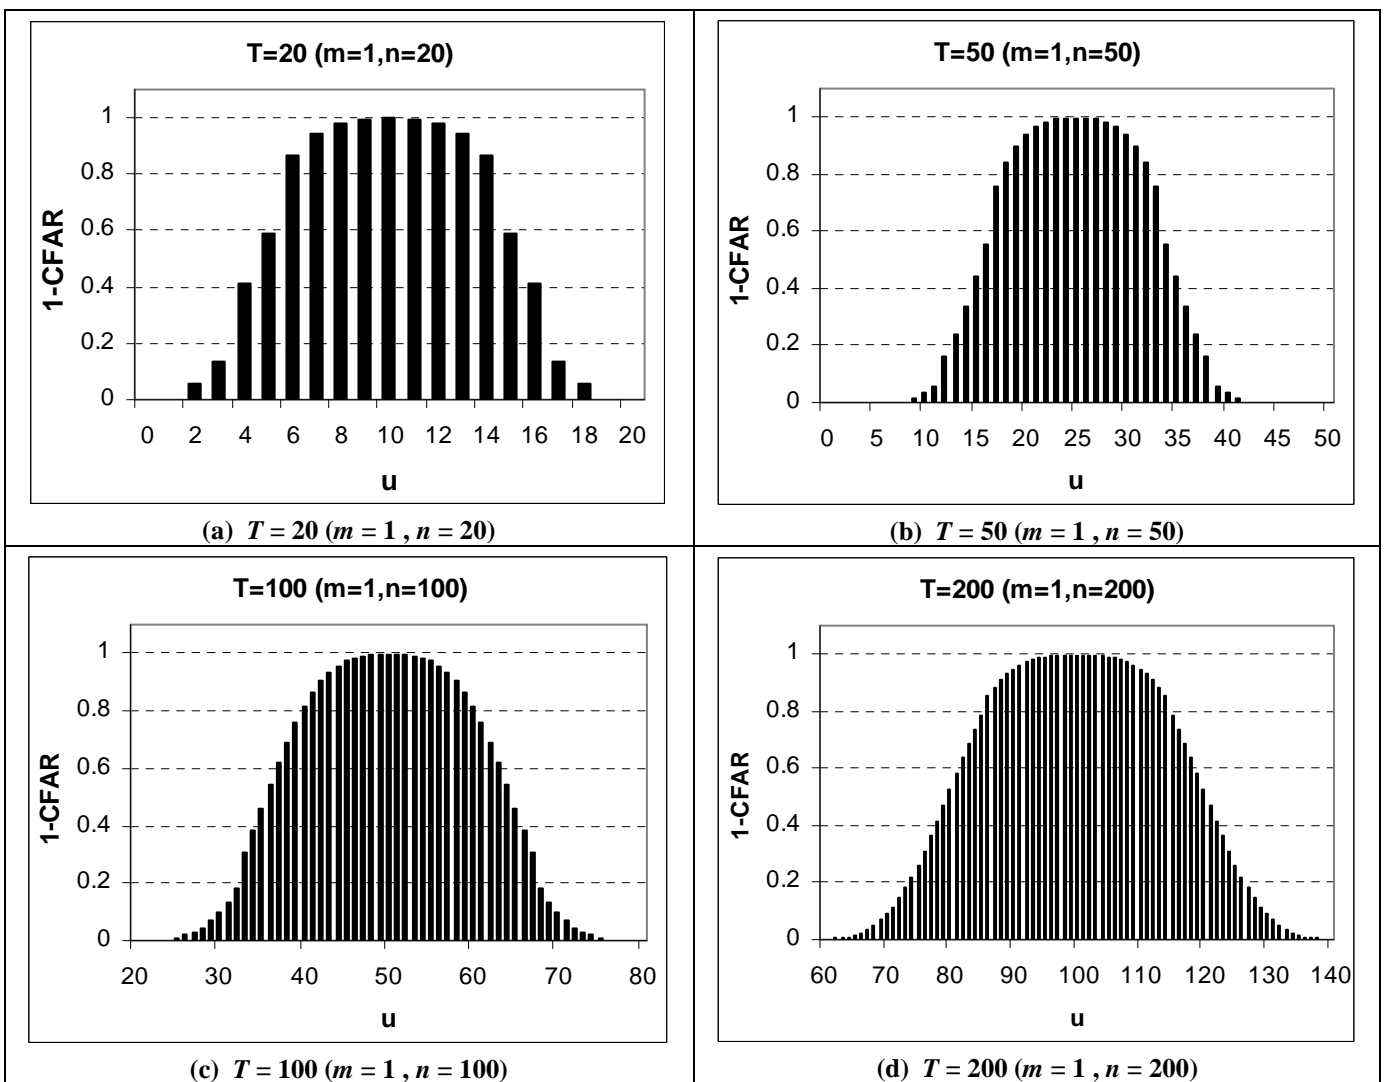 T=20 (m=1,n=20)
1
0.8
0.6
0.4
0.2
0
1-CFAR
0 2 4 6 8 10 12 14 16 18 20
u
(a) T = 20 (m = 1 , n = 20)
T=50 (m=1,n=50)
1
0.8
0.6
0.4
0.2
0
1-CFAR
0 5 10 15 20 25 30 35 40 45 50
u
(b) T = 50 (m = 1 , n = 50)
T=100 (m=1,n=100)
1
0.8
0.6
0.4
0.2
0
1-CFAR
20 30 40 50 60 70 80
u
(c) T = 100 (m = 1 , n = 100)
T=200 (m=1,n=200)
1
0.8
0.6
0.4
0.2
0
1-CFAR
60 70 80 90 100 110 120 130 140
u
(d) T = 200 (m = 1 , n = 200)